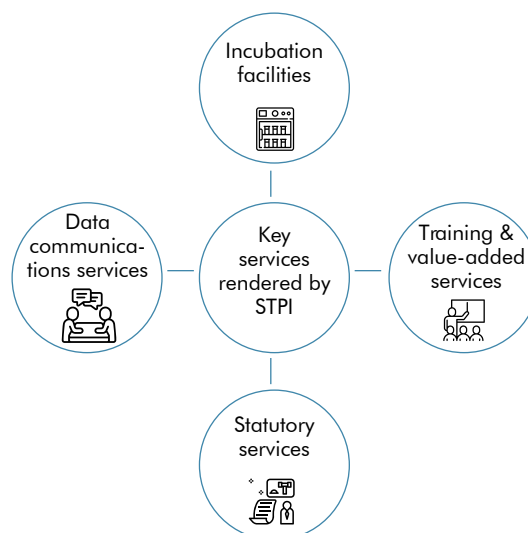 Incubation
facilities
Data
communica-
tions services
Key
services
rendered by
STPI
Training &
value-added
services
Statutory
services